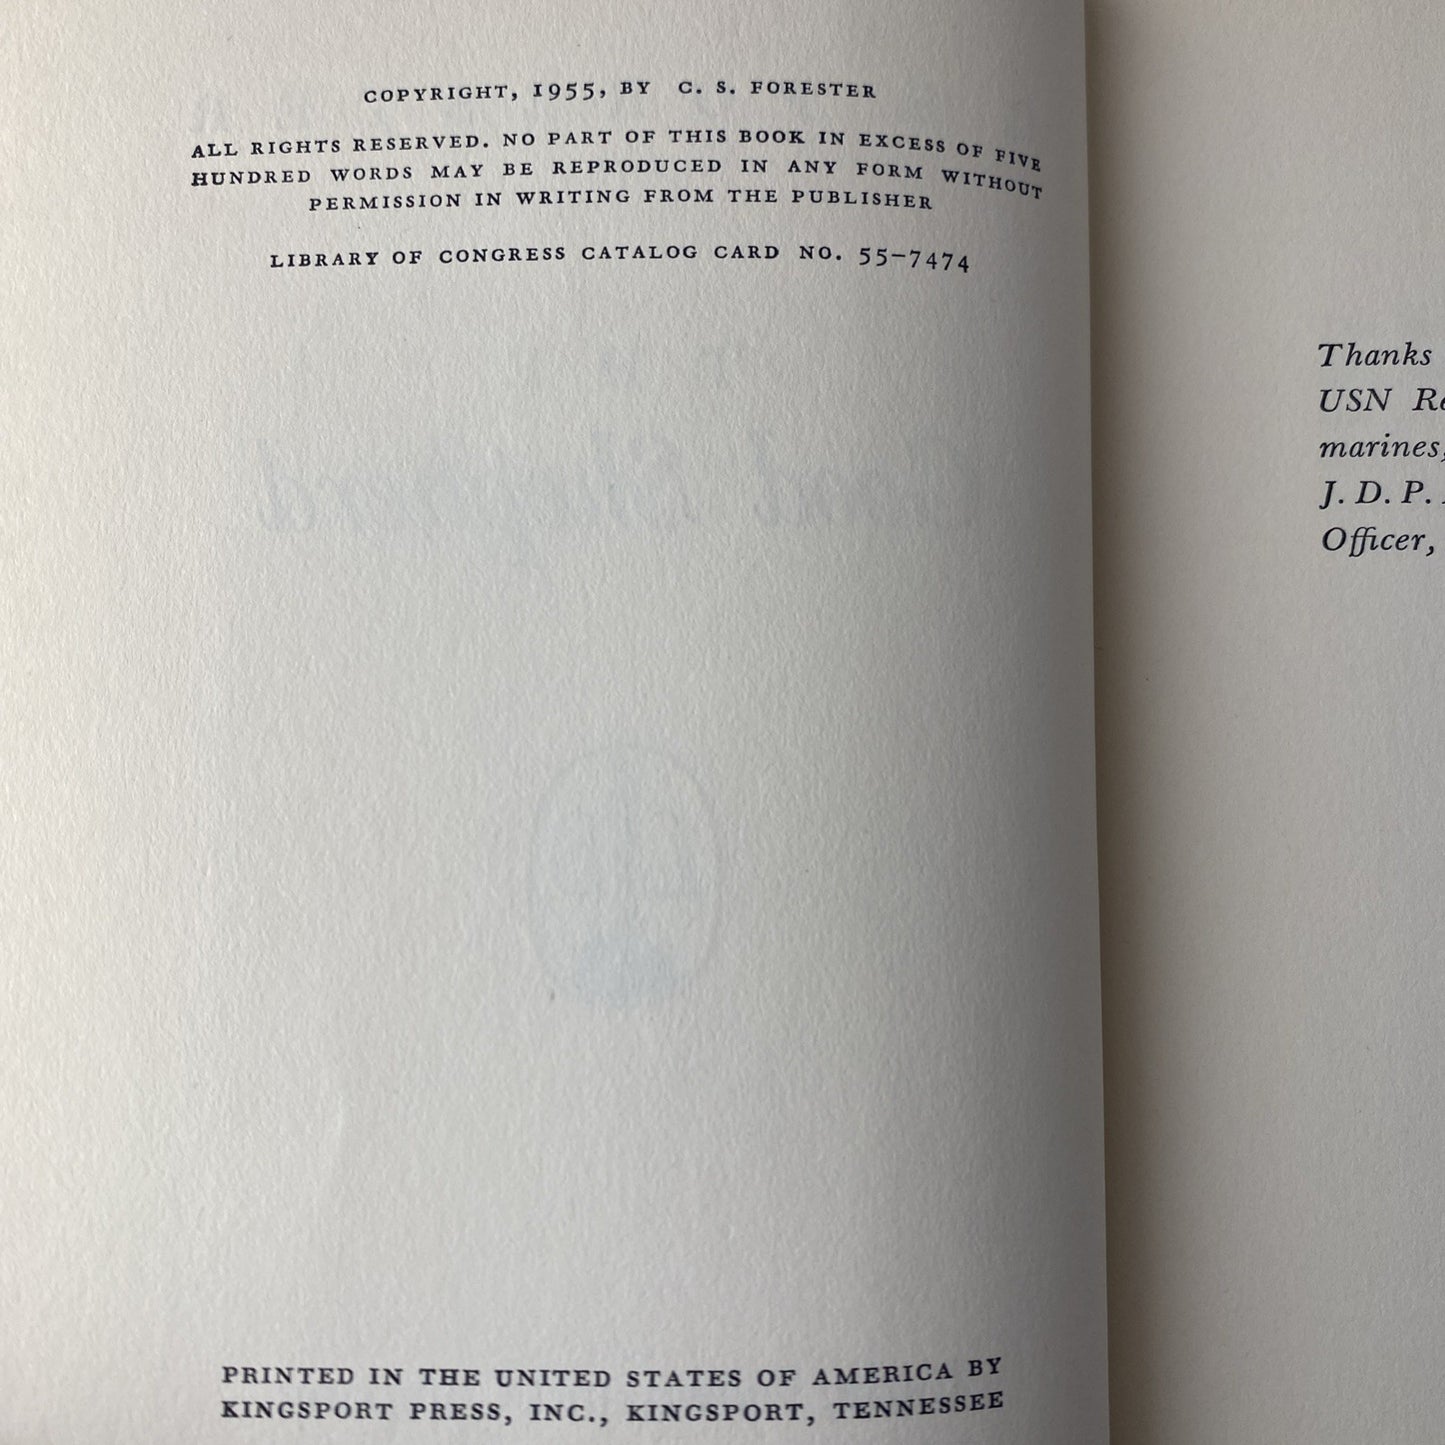 COPYRIGHT, 1955, BY C. S. FORESTER
ALL RIGHTS RESERVED. NO PART OF THIS BOOK IN EXCESS OF FIVE
HUNDRED WORDS MAY BE REPRODUCED IN ANY FORM WITHOUT
PERMISSION IN WRITING FROM THE PUBLISHER
LIBRARY OF CONGRESS CATALOG CARD NO. 55-7474
PRINTED IN THE UNITED STATES OF AMERICA BY
KINGSPORT PRESS, INC., KINGSPORT, TENNESSEE
Thanks
USN
marines,
J. D. P.
Officer,